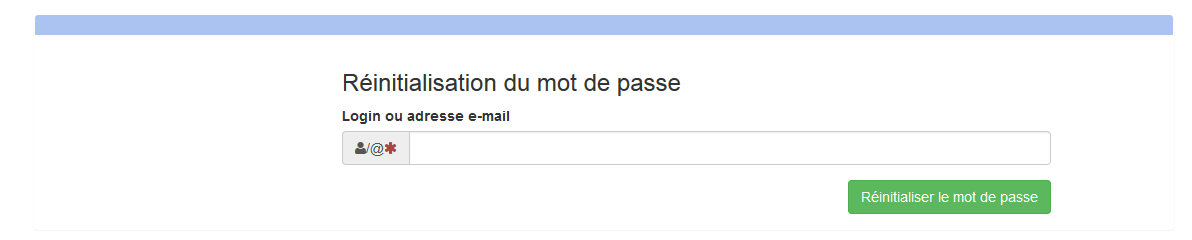 Réinitialisation du mot de passe
Login ou adresse e-mail
/@*
Réinitialiser le mot de passe